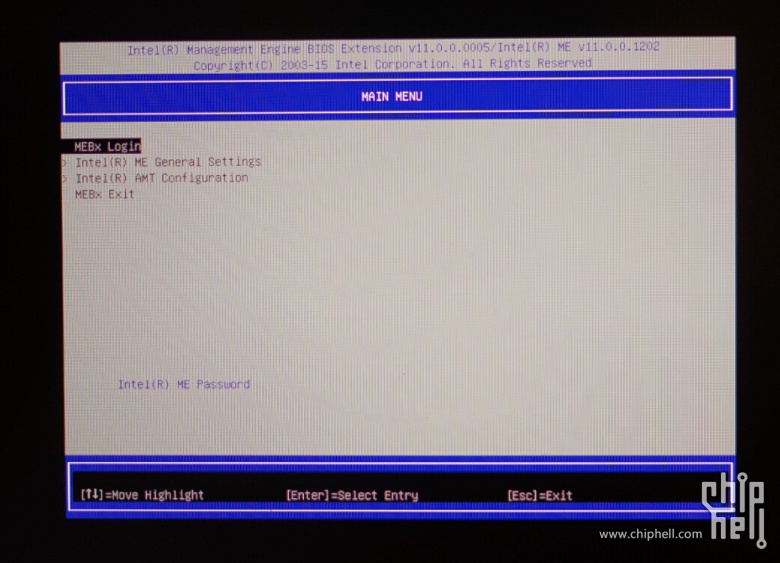 Intel(R) Management Engine BIOS Extension v11.0.0.0005/Intel(R) ME v11.0.0.1202
Copyright(C) 2003-15 Intel Corporation. All Rights Reserved
MAIN MENU
MEBx Login
> Intel(R) ME General Settings
> Intel(R) AMT Configuration
MEBx Exit
Intel(R) ME Password
[↑↓]=Move Highlight [Enter]=Select Entry [Esc]=Exit
www.chiphell.com
chip
hell